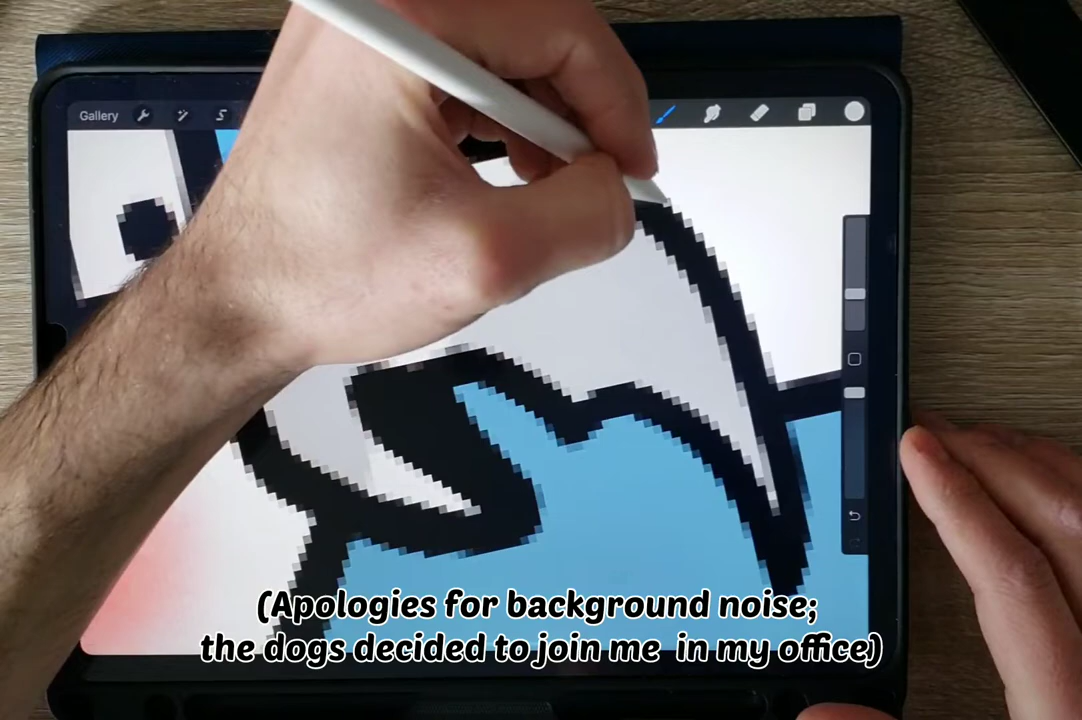 Gallery
(Apologies for background noise;
the dogs decided to join me in my office)